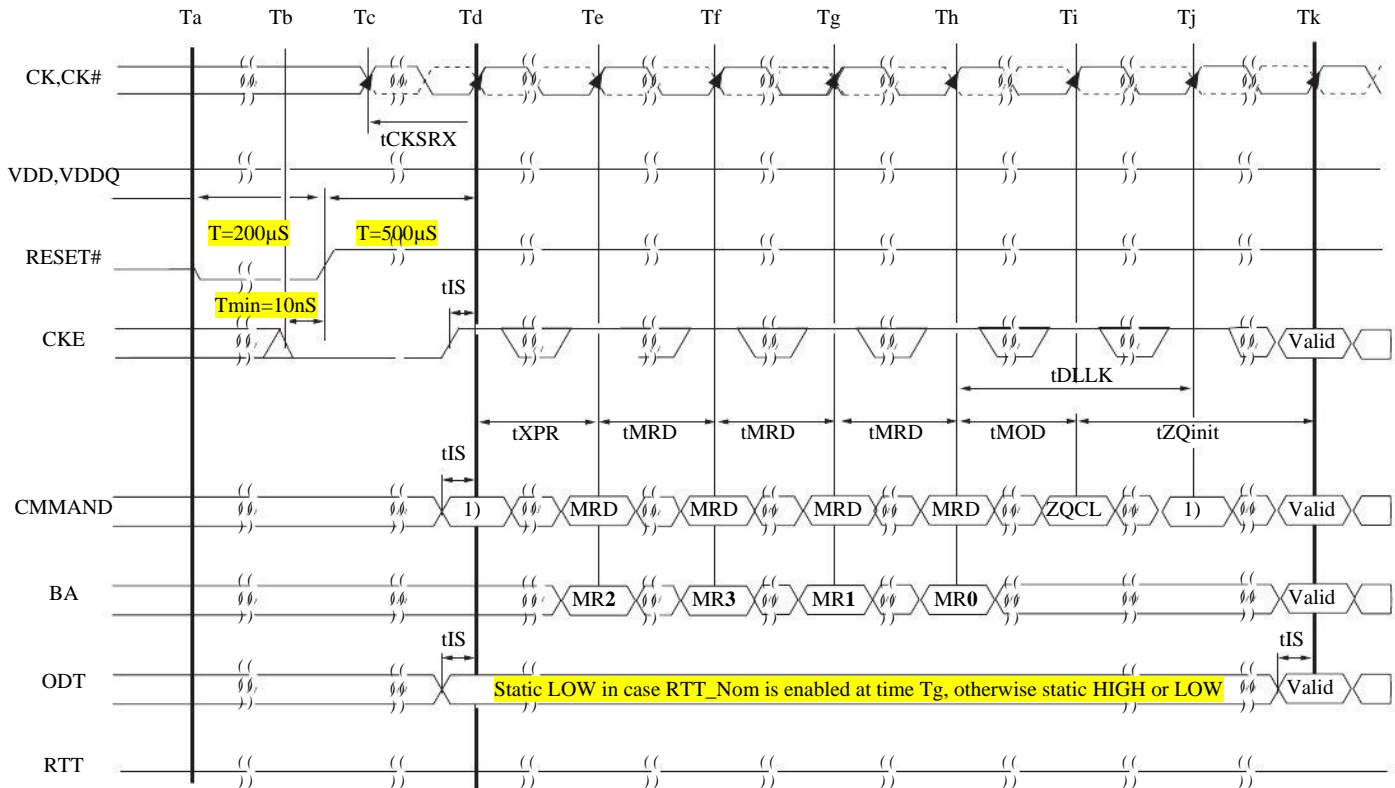 Ta Tb Tc Td Te Tf Tg Th Ti Tj Tk
CK,CK#
tCKSRX
VDD,VDDQ
T=200µS T=500µS
RESET#
Tmin=10nS tIS
CKE Valid
tDLLK
tXPR tMRD tMRD tMRD tMOD tZQinit
tIS
CMMAND 1) MRD MRD MRD MRD ZQCL 1) Valid
BA MR2 MR3 MR1 MR0 Valid
tIS tIS
ODT Static LOW in case RTT_Nom is enabled at time Tg, otherwise static HIGH or LOW Valid
RTT